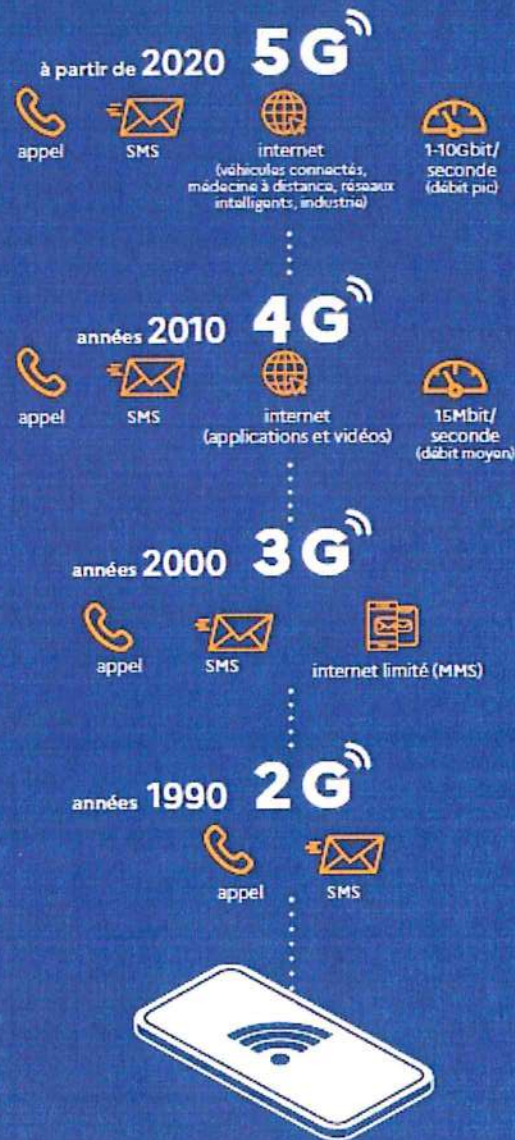 à partir de 2020 5G
appel
SMS
internet
(véhicules connectés,
médecine à distance, réseaux
intelligents, industrie)
1-10Gbit/
seconde
(débit pic)
années 2010 4G
appel
SMS
internet
(applications et vidéos)
15Mbit/
seconde
(débit moyen)
années 2000 3G
appel
SMS
internet limité (MMS)
années 1990 2G
appel
SMS